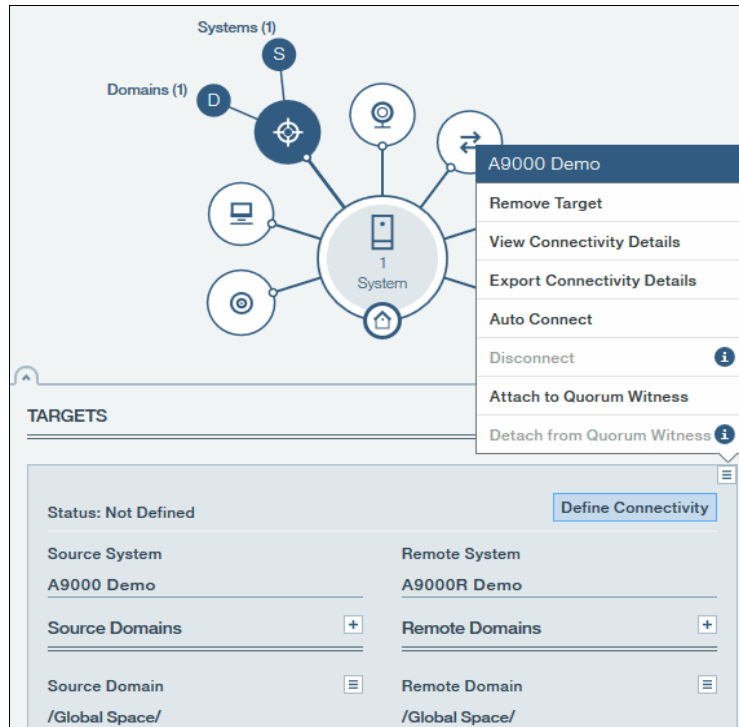 Systems (1)
S
Domains (1)
D
1
System
A9000 Demo
Remove Target
View Connectivity Details
Export Connectivity Details
Auto Connect
Disconnect
Attach to Quorum Witness
Detach from Quorum Witness
TARGETS
Status: Not Defined
Define Connectivity
Source System
Remote System
A9000 Demo
A9000R Demo
Source Domains
Remote Domains
Source Domain
Remote Domain
/Global Space/
/Global Space/